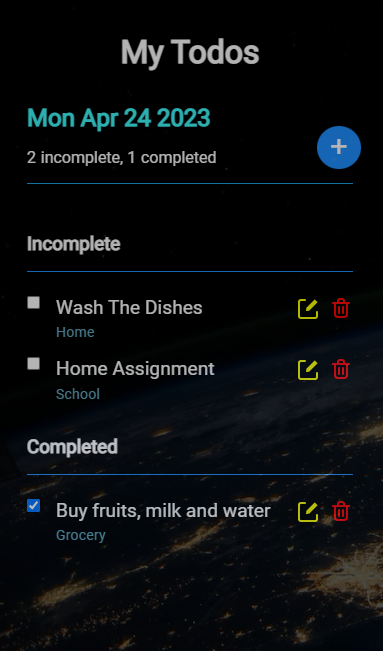 My Todos
Mon Apr 24 2023
2 incomplete, 1 completed
+
Incomplete
Wash The Dishes
Home
Home Assignment
School
Completed
Buy fruits, milk and water
Grocery